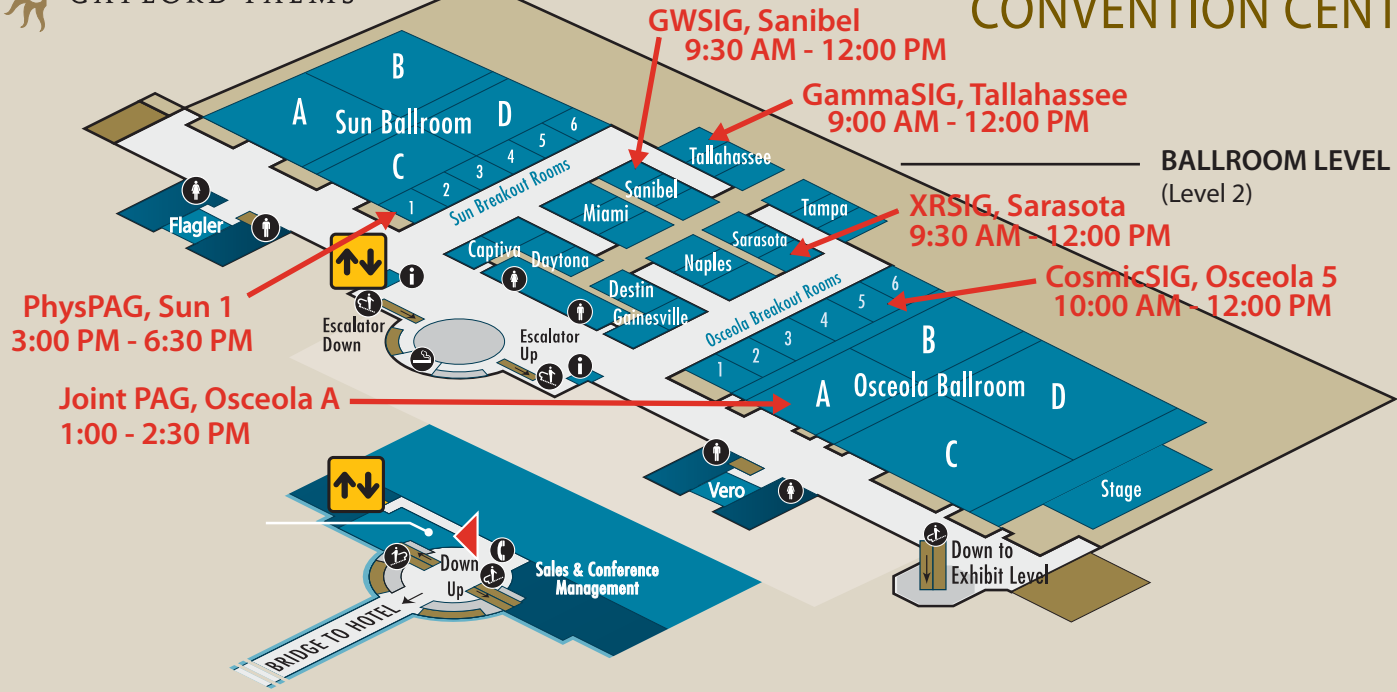 GAYLORD PALMS
CONVENTION CENT
GWSIG, Sanibel
9:30 AM - 12:00 PM
GammaSIG, Tallahassee
9:00 AM - 12:00 PM
BALLROOM LEVEL
(Level 2)
B
A
Sun Ballroom
D
C
1
2
3
4
5
6
Sun Breakout Rooms
Tallahassee
Sanibel
Miami
Tampa
Sarasota
Naples
Captiva
Daytona
Destin
Gainesville
Flagler
XRSIG, Sarasota
9:30 AM - 12:00 PM
CosmicSIG, Osceola 5
10:00 AM - 12:00 PM
PhysPAG, Sun 1
3:00 PM - 6:30 PM
i
Escalator
Down
Escalator
Up
i
Osceola Breakout Rooms
1
2
3
4
5
6
B
A
Osceola Ballroom
D
C
Stage
Joint PAG, Osceola A
1:00 - 2:30 PM
Vero
Down to
Exhibit Level
Down
Up
Sales & Conference
Management
BRIDGE TO HOTEL